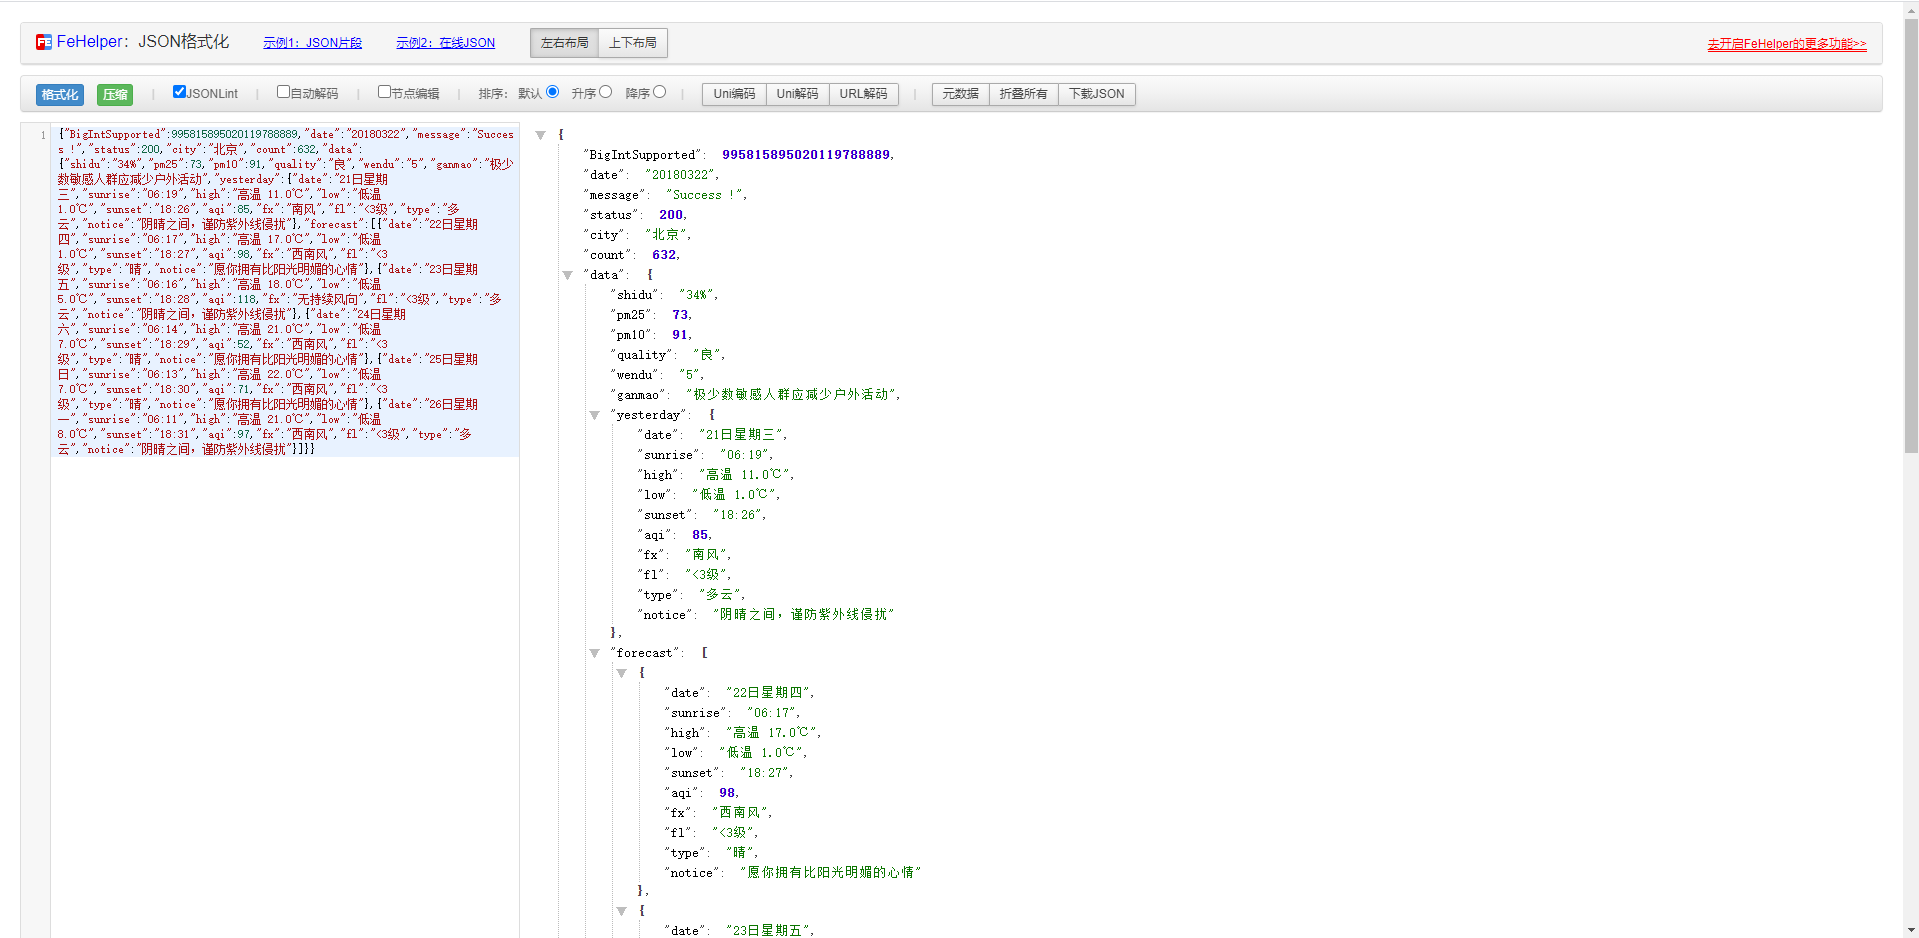 FeHelper：JSON格式化 示例1：JSON片段 示例2：在线JSON 左右布局 上下布局 去开启FeHelper的更多功能>>
格式化 压缩 | JSONLint | 自动解码 | 节点编辑 | 排序： 默认 升序 降序 | Uni编码 Uni解码 URL解码 | 元数据 折叠所有 下载JSON
1
{"BigIntSupported":995815895020119788889,"date":"20180322","message":"Succes
s !","status":200,"city":"北京","count":632,"data":
{"shidu":"34%","pm25":73,"pm10":91,"quality":"良","wendu":"5","ganmao":"极少
数敏感人群应减少户外活动","yesterday":{"date":"21日星期
三","sunrise":"06:19","high":"高温 11.0℃","low":"低温
1.0℃","sunset":"18:26","aqi":85,"fx":"南风","fl":"<3级","type":"多
云","notice":"阴晴之间，谨防紫外线侵扰"},"forecast":[{"date":"22日星期
四","sunrise":"06:17","high":"高温 17.0℃","low":"低温
1.0℃","sunset":"18:27","aqi":98,"fx":"西南风","fl":"<3
级","type":"晴","notice":"愿你拥有比阳光明媚的心情"},{"date":"23日星期
五","sunrise":"06:16","high":"高温 18.0℃","low":"低温
5.0℃","sunset":"18:28","aqi":118,"fx":"无持续风向","fl":"<3级","type":"多
云","notice":"阴晴之间，谨防紫外线侵扰"},{"date":"24日星期
六","sunrise":"06:14","high":"高温 21.0℃","low":"低温
7.0℃","sunset":"18:29","aqi":52,"fx":"西南风","fl":"<3
级","type":"晴","notice":"愿你拥有比阳光明媚的心情"},{"date":"25日星期
日","sunrise":"06:13","high":"高温 22.0℃","low":"低温
7.0℃","sunset":"18:30","aqi":71,"fx":"西南风","fl":"<3
级","type":"晴","notice":"愿你拥有比阳光明媚的心情"},{"date":"26日星期
一","sunrise":"06:11","high":"高温 21.0℃","low":"低温
8.0℃","sunset":"18:31","aqi":97,"fx":"西南风","fl":"<3级","type":"多
云","notice":"阴晴之间，谨防紫外线侵扰"}]}}
{
"BigIntSupported": 995815895020119788889,
"date": "20180322",
"message": "Success !",
"status": 200,
"city": "北京",
"count": 632,
"data": {
"shidu": "34%",
"pm25": 73,
"pm10": 91,
"quality": "良",
"wendu": "5",
"ganmao": "极少数敏感人群应减少户外活动",
"yesterday": {
"date": "21日星期三",
"sunrise": "06:19",
"high": "高温 11.0℃",
"low": "低温 1.0℃",
"sunset": "18:26",
"aqi": 85,
"fx": "南风",
"fl": "<3级",
"type": "多云",
"notice": "阴晴之间，谨防紫外线侵扰"
},
"forecast": [
{
"date": "22日星期四",
"sunrise": "06:17",
"high": "高温 17.0℃",
"low": "低温 1.0℃",
"sunset": "18:27",
"aqi": 98,
"fx": "西南风",
"fl": "<3级",
"type": "晴",
"notice": "愿你拥有比阳光明媚的心情"
},
{
"date": "23日星期五",